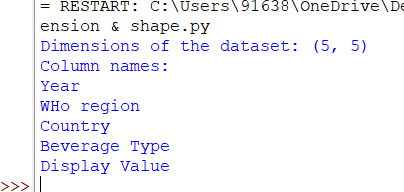 = RESTART: C:\Users\91638\OneDrive\De
ension & shape.py
Dimensions of the dataset: (5, 5)
Column names:
Year
WHo region
Country
Beverage Type
Display Value
>>>